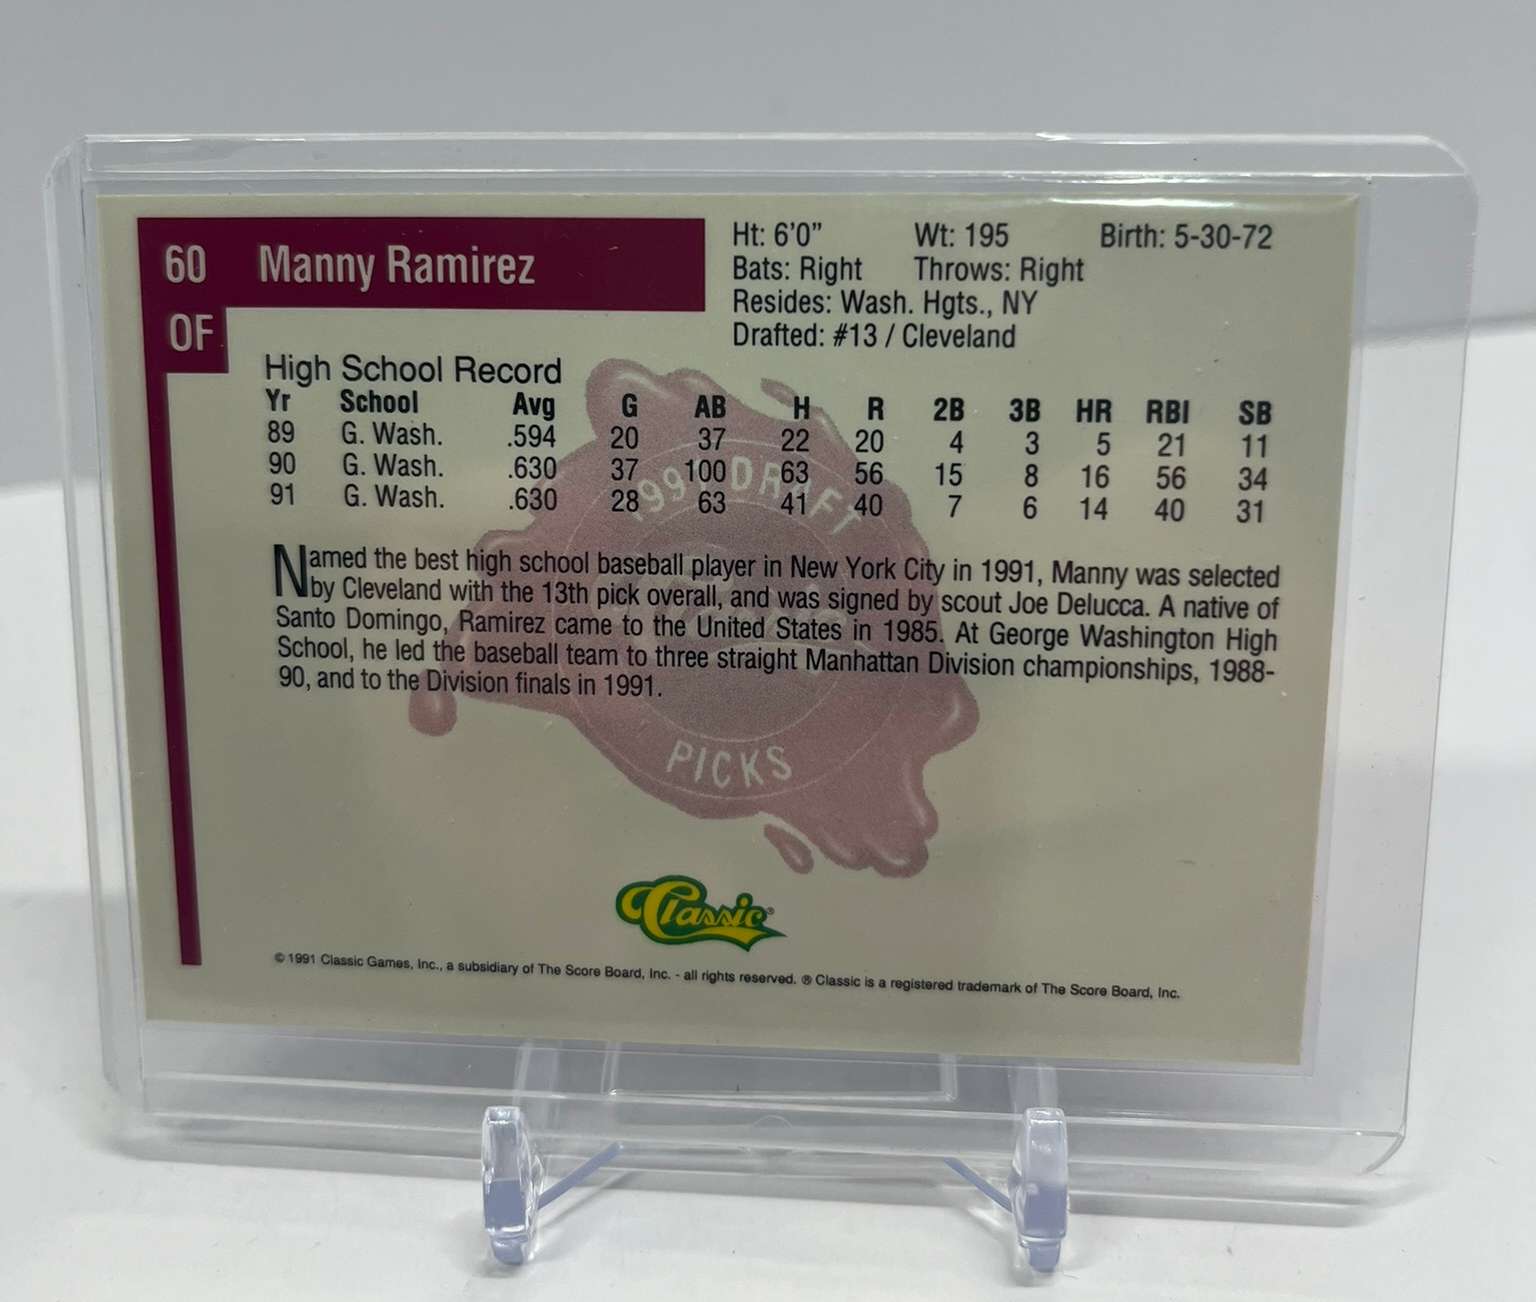 60 Manny Ramirez
OF
Ht: 6'0" Wt: 195 Birth: 5-30-72
Bats: Right Throws: Right
Resides: Wash. Hgts., NY
Drafted: #13 / Cleveland
High School Record
Yr School Avg G AB H R 2B 3B HR RBI SB
89 G. Wash. .594 20 37 22 20 4 3 5 21 11
90 G. Wash. .630 37 100 63 56 15 8 16 56 34
91 G. Wash. .630 28 63 41 40 7 6 14 40 31
Named the best high school baseball player in New York City in 1991, Manny was selected
by Cleveland with the 13th pick overall, and was signed by scout Joe Delucca. A native of
Santo Domingo, Ramirez came to the United States in 1985. At George Washington High
School, he led the baseball team to three straight Manhattan Division championships, 1988-
90, and to the Division finals in 1991.
1991 DRAFT
PICKS
Classic®
© 1991 Classic Games, Inc., a subsidiary of The Score Board, Inc. - all rights reserved. ® Classic is a registered trademark of The Score Board, Inc.